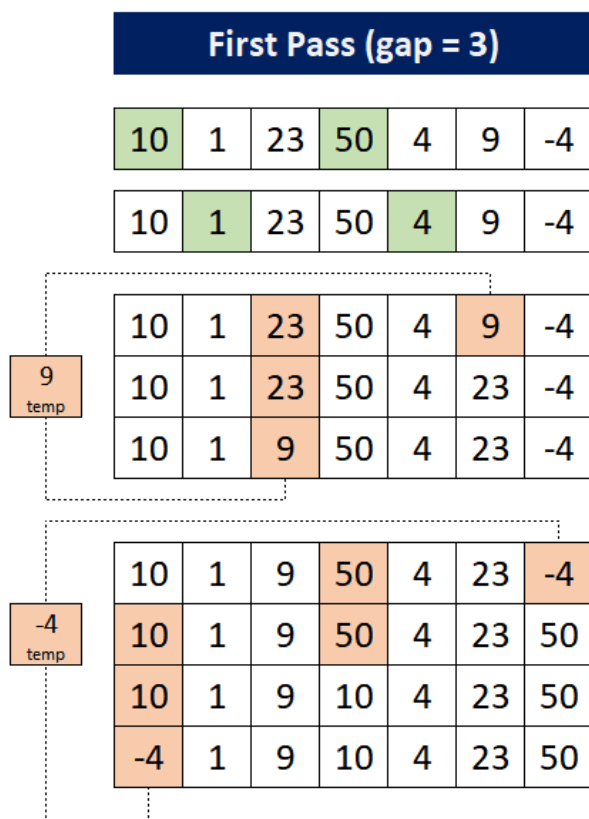 First Pass (gap = 3)
10 1 23 50 4 9 -4
10 1 23 50 4 9 -4
10 1 23 50 4 9 -4
9
temp
10 1 23 50 4 23 -4
10 1 9 50 4 23 -4
10 1 9 50 4 23 -4
-4
temp
10 1 9 50 4 23 50
10 1 9 10 4 23 50
-4 1 9 10 4 23 50